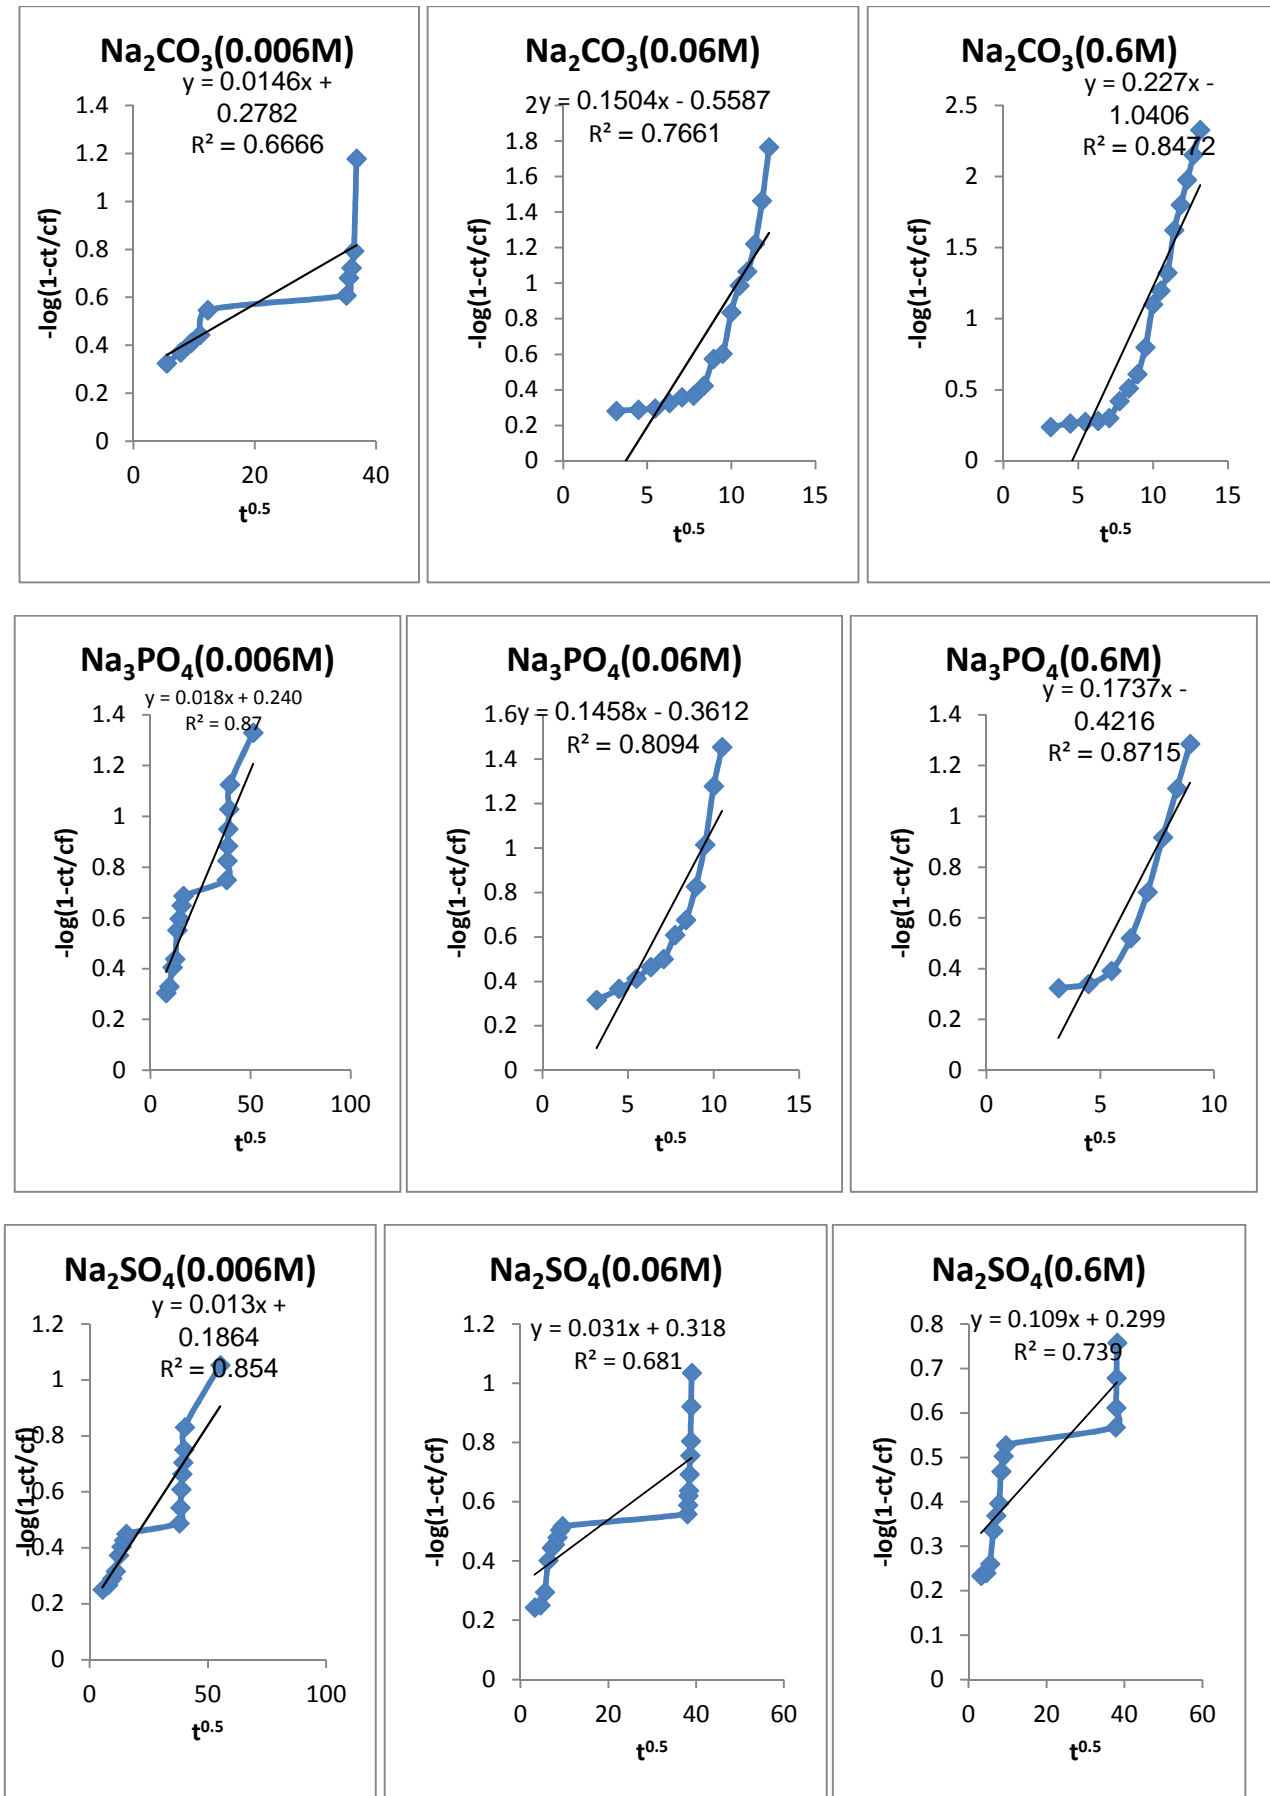 Na₂CO₃(0.006M)
y = 0.0146x +
0.2782
R² = 0.6666
1.4
1.2
1
0.8
0.6
0.4
0.2
0
-log(1-ct/cf)
0 20 40
t^0.5
Na₂CO₃(0.06M)
y = 0.1504x - 0.5587
R² = 0.7661
2
1.8
1.6
1.4
1.2
1
0.8
0.6
0.4
0.2
0
-log(1-ct/cf)
0 5 10 15
t^0.5
Na₂CO₃(0.6M)
y = 0.227x -
1.0406
R² = 0.8472
2.5
2
1.5
1
0.5
0
-log(1-ct/cf)
0 5 10 15
t^0.5
Na₃PO₄(0.006M)
y = 0.018x + 0.240
R² = 0.87
1.4
1.2
1
0.8
0.6
0.4
0.2
0
-log(1-ct/cf)
0 50 100
t^0.5
Na₃PO₄(0.06M)
y = 0.1458x - 0.3612
R² = 0.8094
1.6
1.4
1.2
1
0.8
0.6
0.4
0.2
0
-log(1-ct/cf)
0 5 10 15
t^0.5
Na₃PO₄(0.6M)
y = 0.1737x -
0.4216
R² = 0.8715
1.4
1.2
1
0.8
0.6
0.4
0.2
0
-log(1-ct/cf)
0 5 10
t^0.5
Na₂SO₄(0.006M)
y = 0.013x +
0.1864
R² = 0.854
1.2
1
0.8
0.6
0.4
0.2
0
-log(1-ct/cf)
0 50 100
t^0.5
Na₂SO₄(0.06M)
y = 0.031x + 0.318
R² = 0.681
1.2
1
0.8
0.6
0.4
0.2
0
-log(1-ct/cf)
0 20 40 60
t^0.5
Na₂SO₄(0.6M)
y = 0.109x + 0.299
R² = 0.739
0.8
0.7
0.6
0.5
0.4
0.3
0.2
0.1
0
-log(1-ct/cf)
0 20 40 60
t^0.5